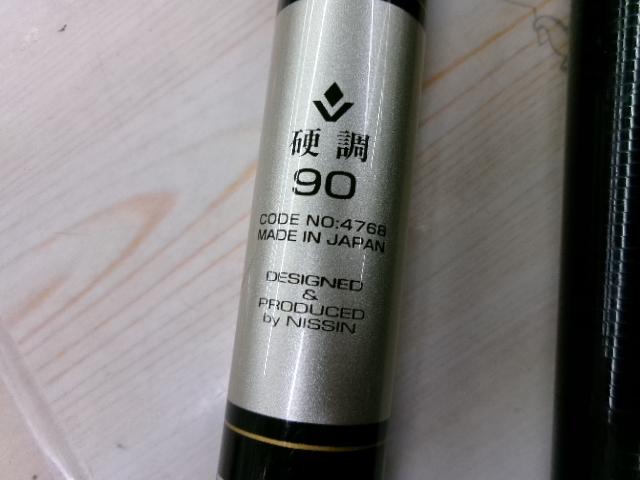 硬調
90
CODE NO:4768
MADE IN JAPAN
DESIGNED
&
PRODUCED
by NISSIN